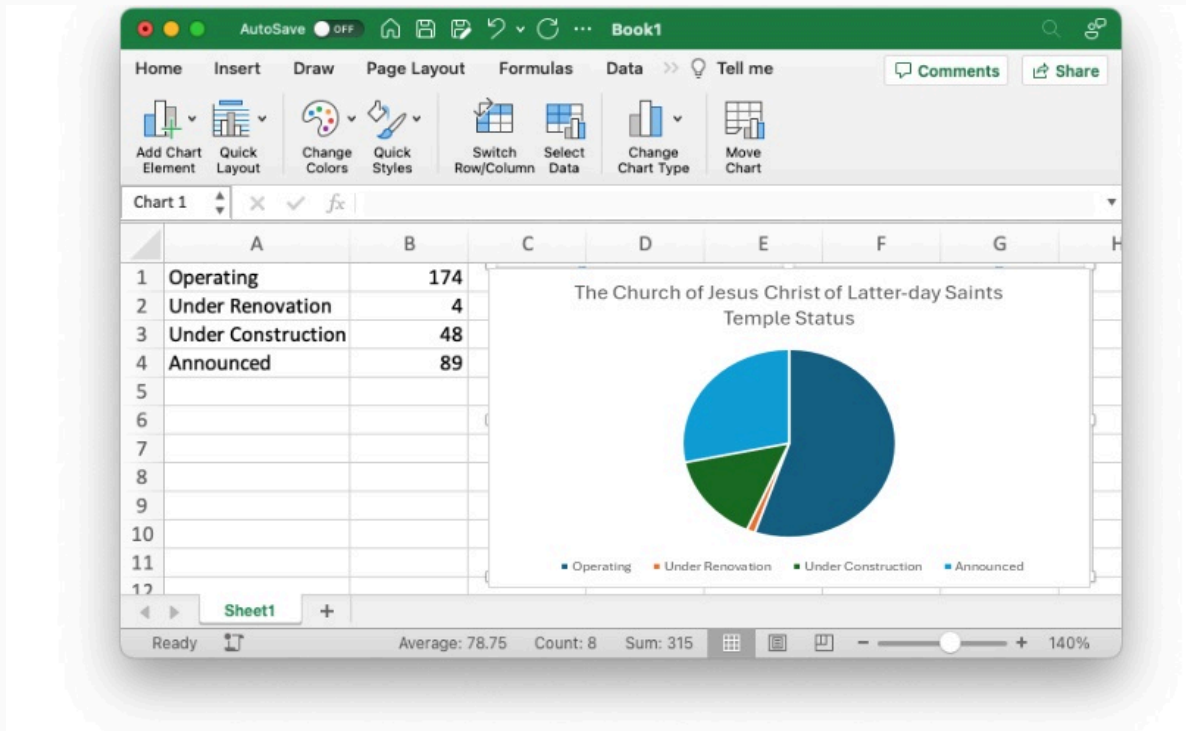 AutoSave OFF Book1
Home Insert Draw Page Layout Formulas Data Tell me Comments Share
Add Chart Element
Quick Layout
Change Colors
Quick Styles
Switch Row/Column
Select Data
Change Chart Type
Move Chart
Chart 1 fx
A B C D E F G H
1 Operating 174
2 Under Renovation 4
3 Under Construction 48
4 Announced 89
5
6
7
8
9
10
11
12
The Church of Jesus Christ of Latter-day Saints
Temple Status
Operating Under Renovation Under Construction Announced
Sheet1 +
Ready Average: 78.75 Count: 8 Sum: 315 − + 140%